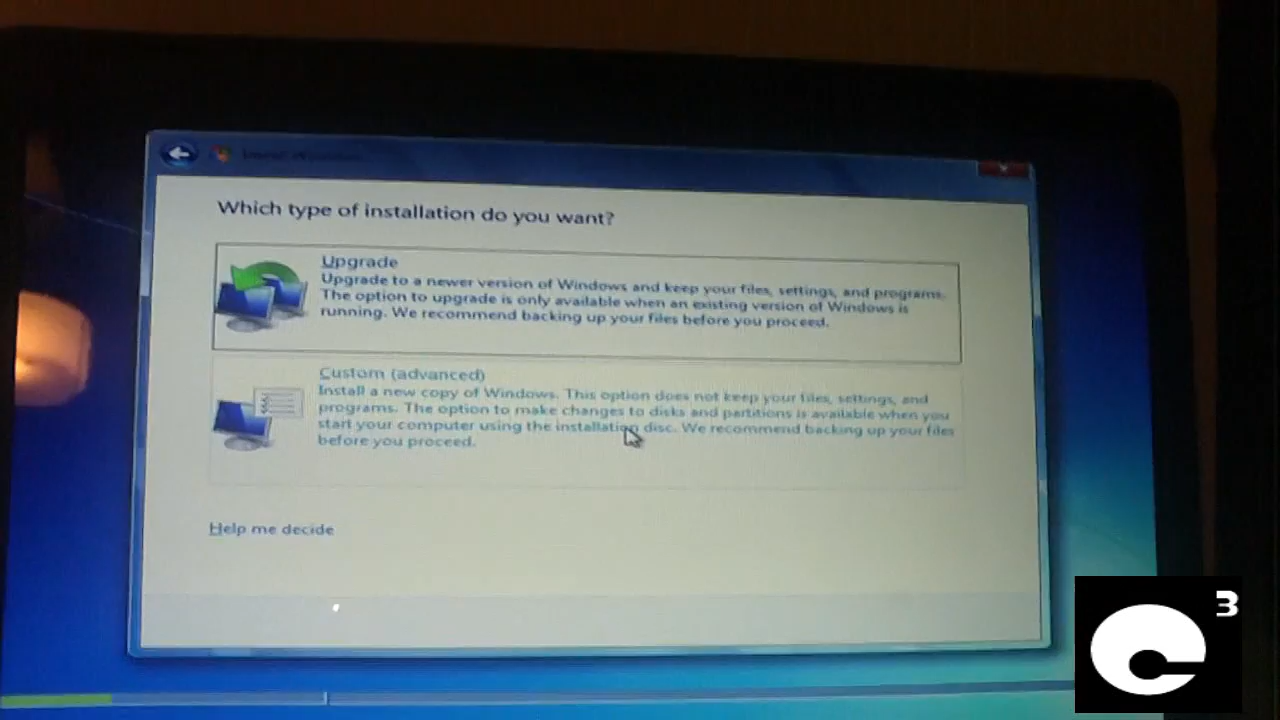 Install Windows
Which type of installation do you want?
Upgrade
Upgrade to a newer version of Windows and keep your files, settings, and programs.
The option to upgrade is only available when an existing version of Windows is
running. We recommend backing up your files before you proceed.
Custom (advanced)
Install a new copy of Windows. This option does not keep your files, settings, and
programs. The option to make changes to disks and partitions is available when you
start your computer using the installation disc. We recommend backing up your files
before you proceed.
Help me decide
3